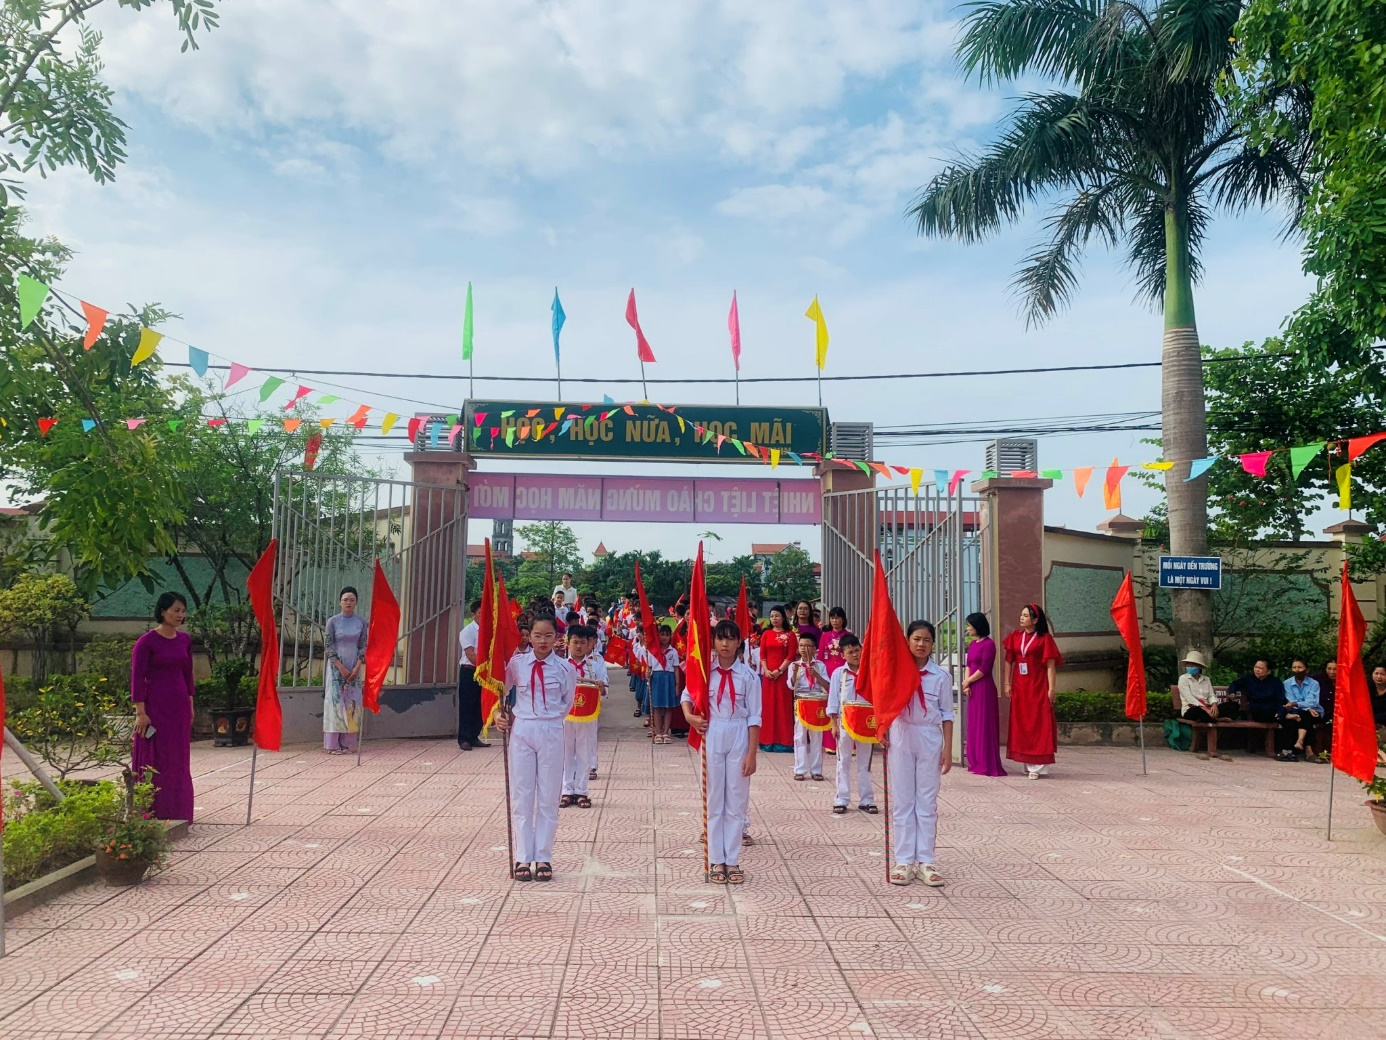 HỌC, HỌC NỮA, HỌC MÃI
NHIỆT LIỆT CHÀO MỪNG NĂM HỌC MỚI
MỖI NGÀY ĐẾN TRƯỜNG
LÀ MỘT NGÀY VUI !